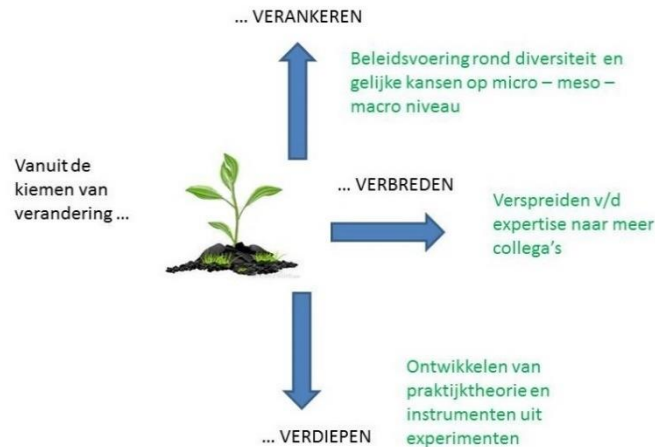 ... VERANKEREN
Beleidsvoering rond diversiteit en
gelijke kansen op micro – meso –
macro niveau
Vanuit de
kiemen van
verandering ...
... VERBREDEN
Verspreiden v/d
expertise naar meer
collega's
Ontwikkelen van
praktijktheorie en
instrumenten uit
experimenten
... VERDIEPEN